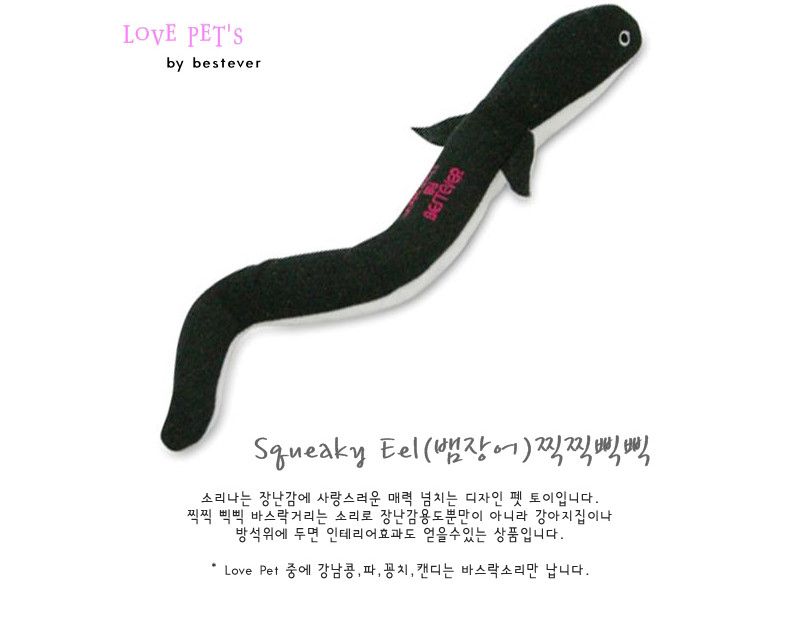 LOVE PET'S
by bestever
BESTEVER
Squeaky Eel(뱀장어)찍찍삑삑
소리나는 장난감에 사랑스러운 매력 넘치는 디자인 펫 토이입니다.
찍찍 삑삑 바스락거리는 소리로 장난감용도뿐만이 아니라 강아지집이나
방석위에 두면 인테리어효과도 얻을수있는 상품입니다.
* Love Pet 중에 강남콩,파,꽁치,캔디는 바스락소리만 납니다.